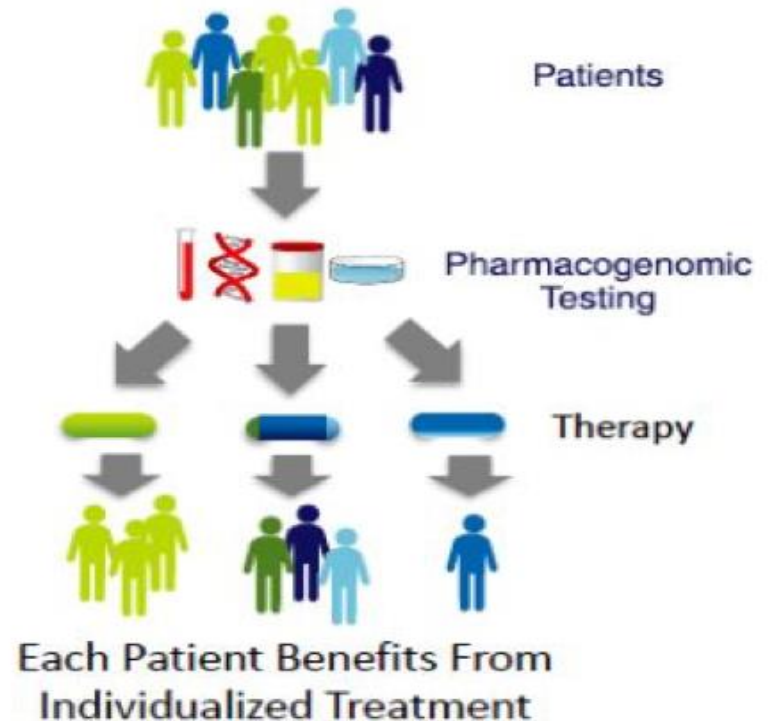 Patients
Pharmacogenomic
Testing
Therapy
Each Patient Benefits From
Individualized Treatment